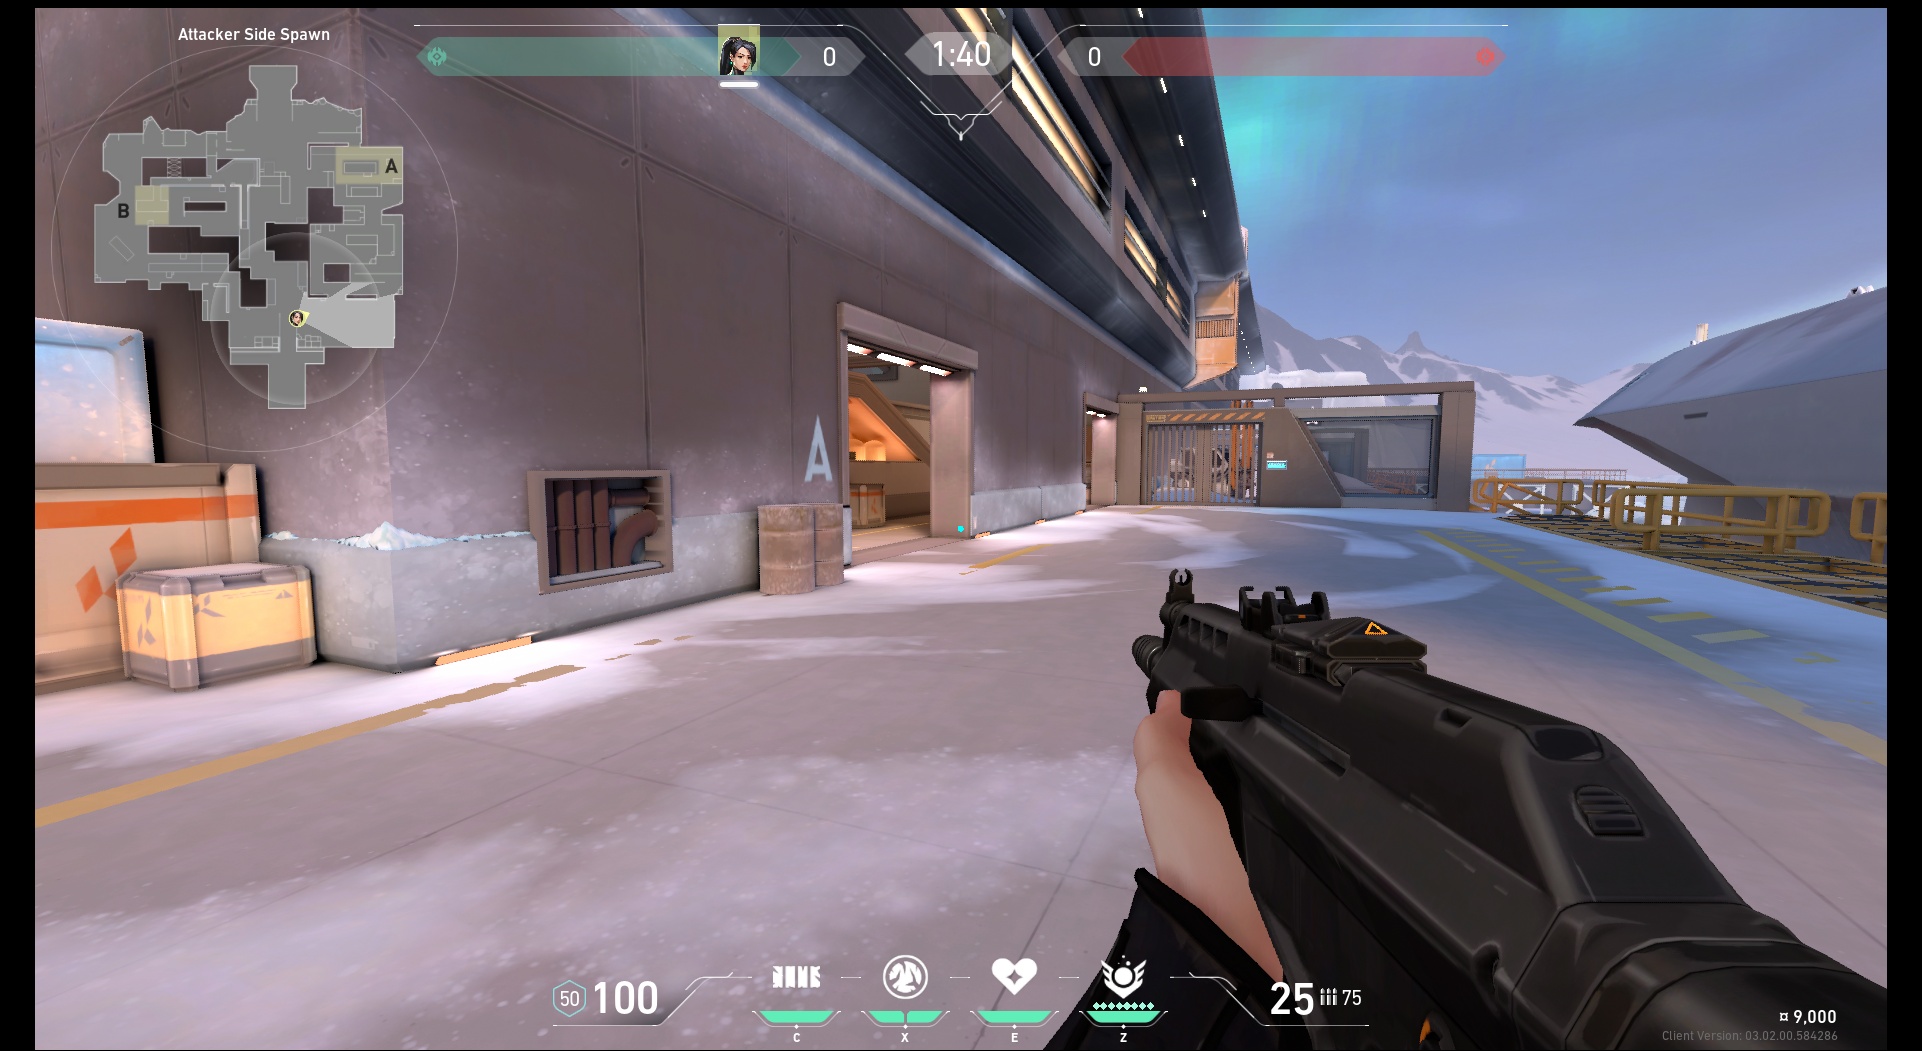 Attacker Side Spawn
0
1:40
0
A
B
A
50
100
25
75
C
X
E
Z
¤ 9,000
Client Version: 03.02.00.584286